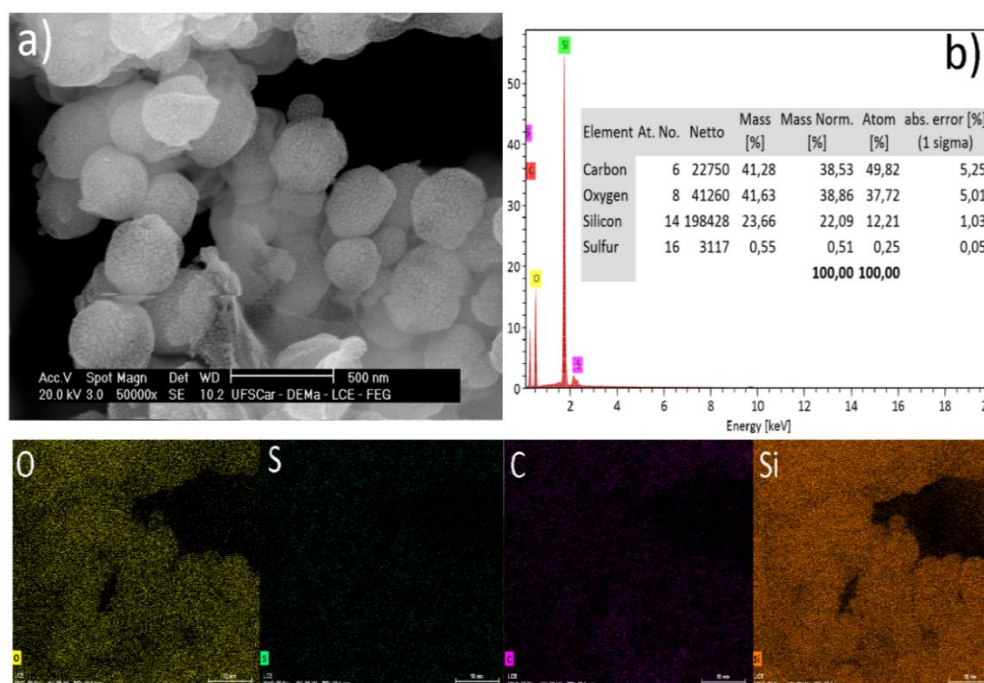 a)
Acc.V Spot Magn Det WD 500 nm
20.0 kV 3.0 50000x SE 10.2 UFSCar - DEMa - LCE - FEG
b)
Si
C
O
50
40
30
20
10
0
2 4 6 8 10 12 14 16 18
Energy [keV]
Element At. No. Netto Mass Mass Norm. Atom abs. error [%]
[%] [%] [%] (1 sigma)
Carbon 6 22750 41,28 38,53 49,82 5,25
Oxygen 8 41260 41,63 38,86 37,72 5,01
Silicon 14 198428 23,66 22,09 12,21 1,03
Sulfur 16 3117 0,55 0,51 0,25 0,05
100,00 100,00
O S C Si
O S C Si
LCE LCE LCE LCE